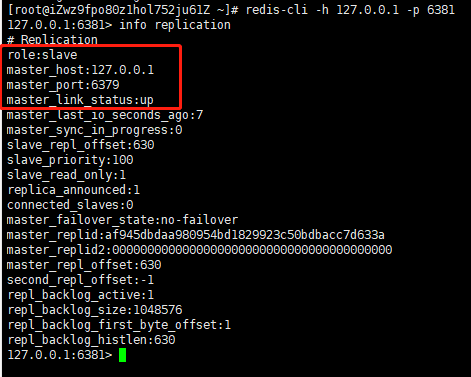 [root@iZwz9fpo80z1hol752ju61Z ~]# redis-cli -h 127.0.0.1 -p 6381
127.0.0.1:6381> info replication
# Replication
role:slave
master_host:127.0.0.1
master_port:6379
master_link_status:up
master_last_io_seconds_ago:7
master_sync_in_progress:0
slave_repl_offset:630
slave_priority:100
slave_read_only:1
replica_announced:1
connected_slaves:0
master_failover_state:no-failover
master_replid:af945dbdaa980954bd1829923c50bdbacc7d633a
master_replid2:0000000000000000000000000000000000000000
master_repl_offset:630
second_repl_offset:-1
repl_backlog_active:1
repl_backlog_size:1048576
repl_backlog_first_byte_offset:1
repl_backlog_histlen:630
127.0.0.1:6381>